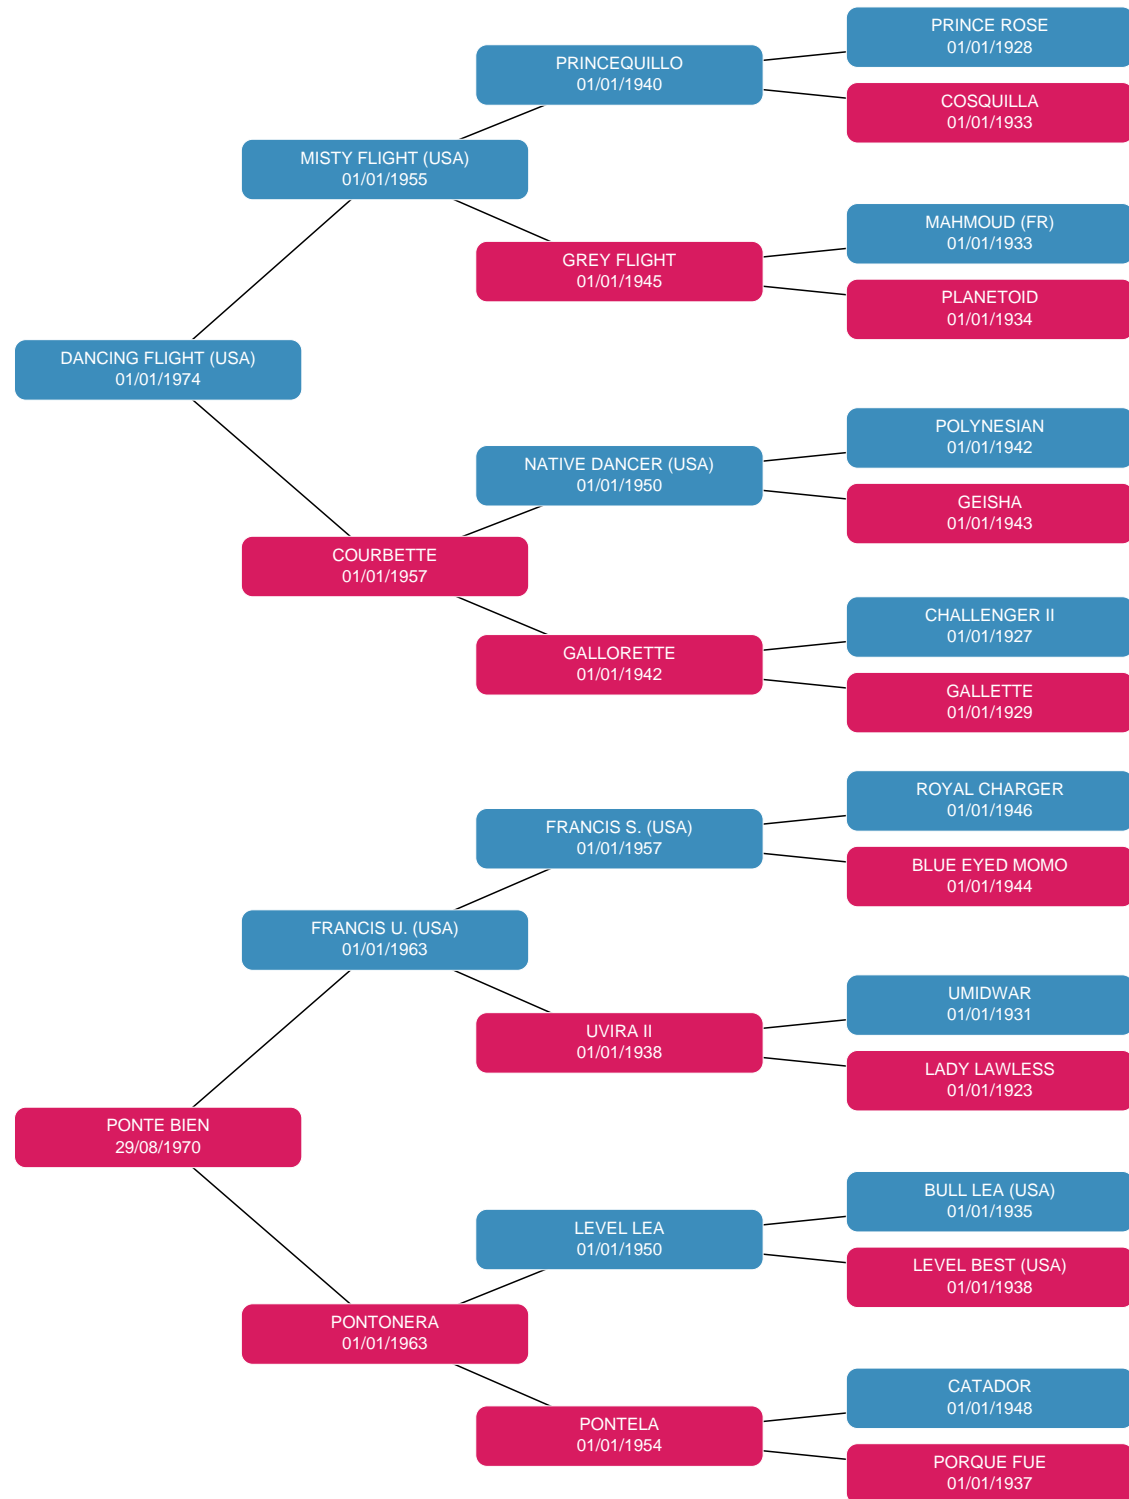 PRINCE ROSE
01/01/1928
PRINCEQUILLO
01/01/1940
COSQUILLA
01/01/1933
MISTY FLIGHT (USA)
01/01/1955
MAHMOUD (FR)
01/01/1933
GREY FLIGHT
01/01/1945
PLANETOID
01/01/1934
DANCING FLIGHT (USA)
01/01/1974
POLYNESIAN
01/01/1942
NATIVE DANCER (USA)
01/01/1950
GEISHA
01/01/1943
COURBETTE
01/01/1957
CHALLENGER II
01/01/1927
GALLORETTE
01/01/1942
GALLETTE
01/01/1929
ROYAL CHARGER
01/01/1946
FRANCIS S. (USA)
01/01/1957
BLUE EYED MOMO
01/01/1944
FRANCIS U. (USA)
01/01/1963
UMIDWAR
01/01/1931
UVIRA II
01/01/1938
LADY LAWLESS
01/01/1923
PONTE BIEN
29/08/1970
BULL LEA (USA)
01/01/1935
LEVEL LEA
01/01/1950
LEVEL BEST (USA)
01/01/1938
PONTONERA
01/01/1963
CATADOR
01/01/1948
PONTELA
01/01/1954
PORQUE FUE
01/01/1937